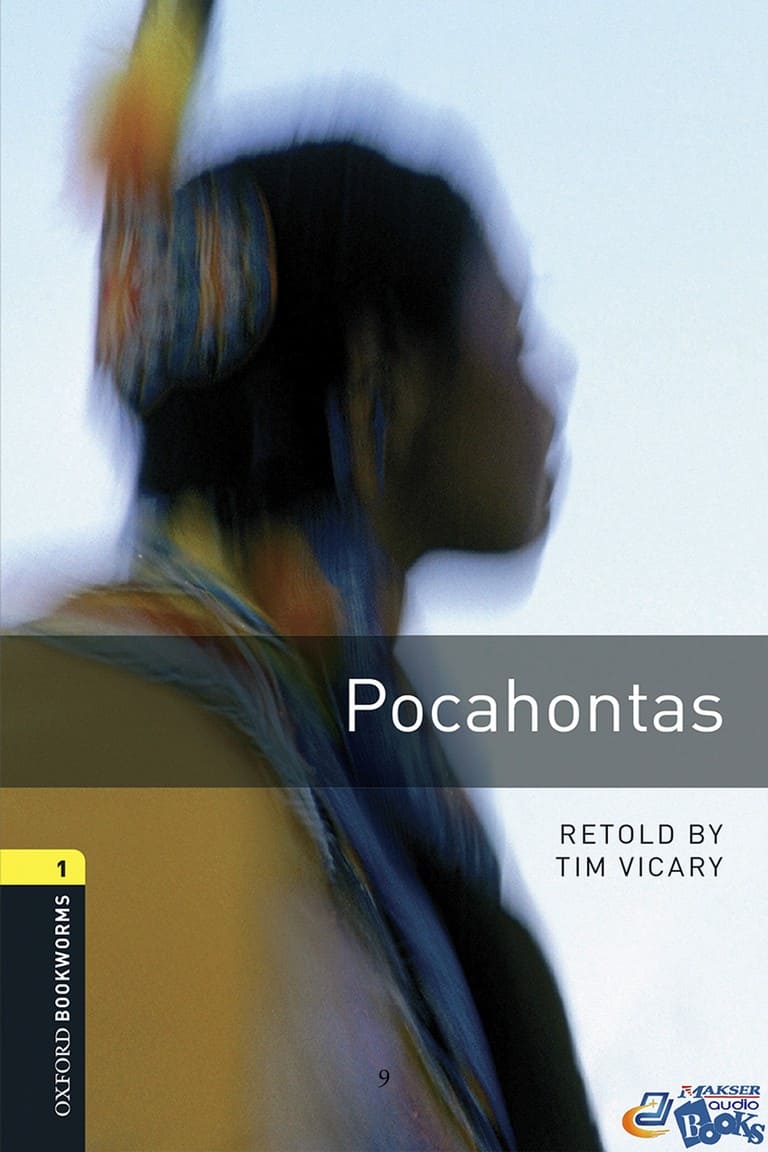 Pocahontas
RETOLD BY
TIM VICARY
1
OXFORD BOOKWORMS
9
MAKSER
audio
BOOKS